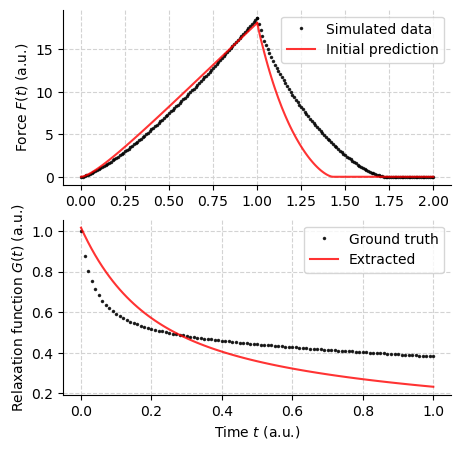 Force F(t) (a.u.)
15
10
5
0
Simulated data
Initial prediction
0.00 0.25 0.50 0.75 1.00 1.25 1.50 1.75 2.00
Relaxation function G(t) (a.u.)
1.0
0.8
0.6
0.4
0.2
Ground truth
Extracted
0.0 0.2 0.4 0.6 0.8 1.0
Time t (a.u.)